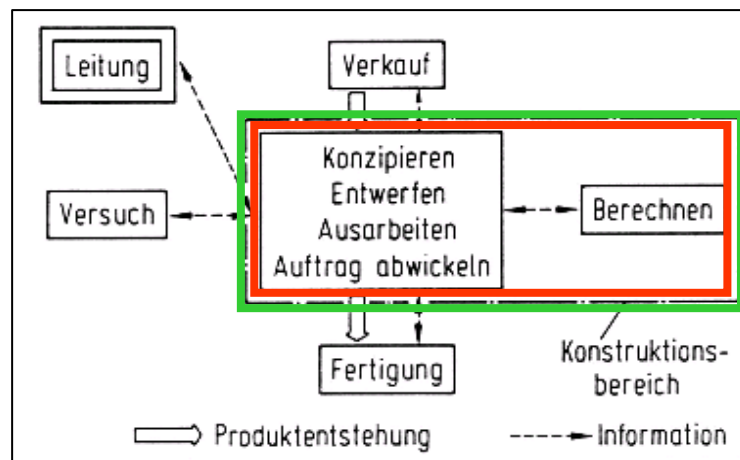 Leitung
Verkauf
Konzipieren
Entwerfen
Ausarbeiten
Auftrag abwickeln
Versuch
Berechnen
Fertigung
Konstruktions-
bereich
Produktentstehung
Information